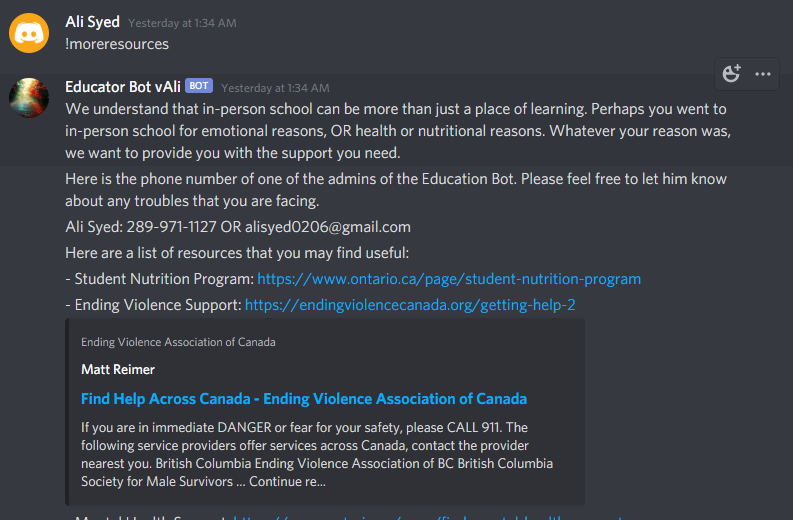 Ali Syed Yesterday at 1:34 AM
!moreresources
Educator Bot vAli BOT Yesterday at 1:34 AM
We understand that in-person school can be more than just a place of learning. Perhaps you went to
in-person school for emotional reasons, OR health or nutritional reasons. Whatever your reason was,
we want to provide you with the support you need.
Here is the phone number of one of the admins of the Education Bot. Please feel free to let him know
about any troubles that you are facing.
Ali Syed: 289-971-1127 OR alisyed0206@gmail.com
Here are a list of resources that you may find useful:
- Student Nutrition Program: https://www.ontario.ca/page/student-nutrition-program
- Ending Violence Support: https://endingviolencecanada.org/getting-help-2
Ending Violence Association of Canada
Matt Reimer
Find Help Across Canada - Ending Violence Association of Canada
If you are in immediate DANGER or fear for your safety, please CALL 911. The
following service providers offer services across Canada, contact the provider
nearest you. British Columbia Ending Violence Association of BC British Columbia
Society for Male Survivors ... Continue re...